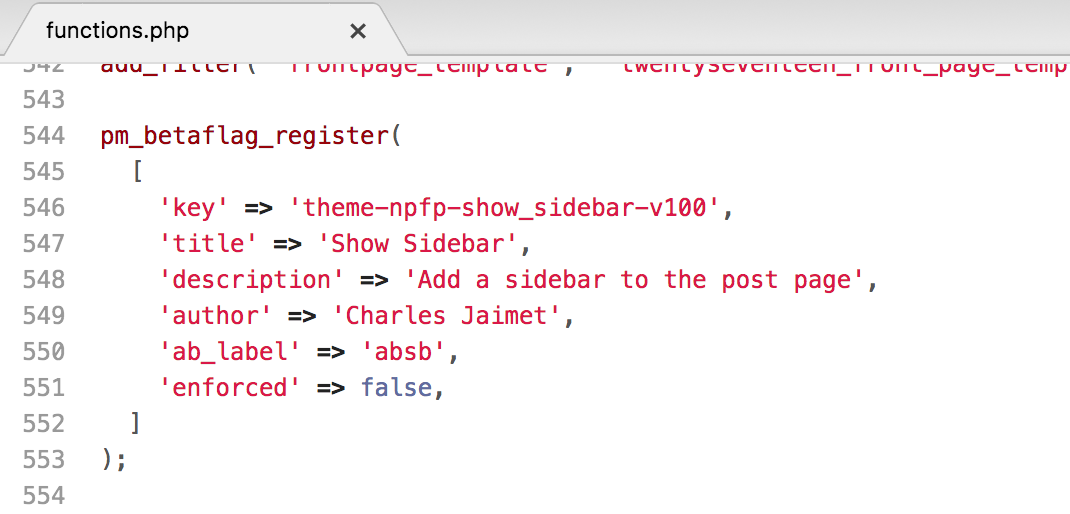 functions.php ×
542 add_filter( 'frontpage_template', 'twentyseventeen_front_page_temp
543
544 pm_betaflag_register(
545 [
546 'key' => 'theme-npfp-show_sidebar-v100',
547 'title' => 'Show Sidebar',
548 'description' => 'Add a sidebar to the post page',
549 'author' => 'Charles Jaimet',
550 'ab_label' => 'absb',
551 'enforced' => false,
552 ]
553 );
554